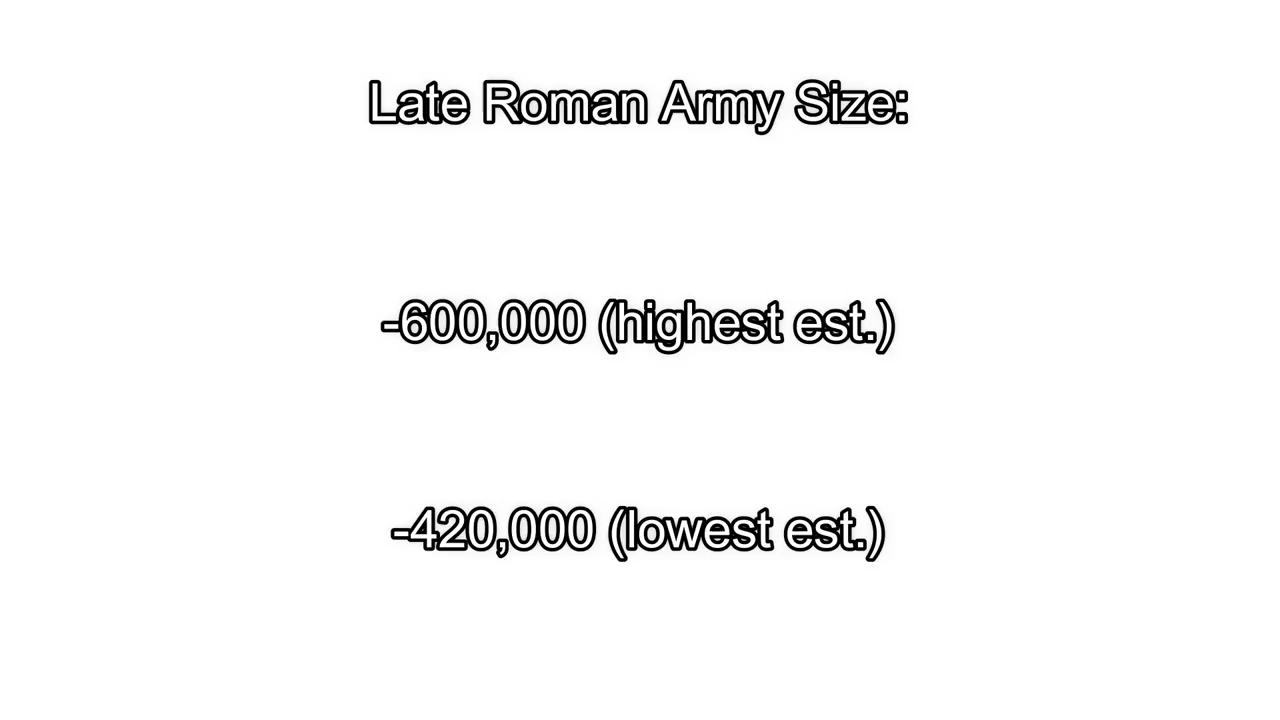 Late Roman Army Size:
-600,000 (highest est.)
-420,000 (lowest est.)